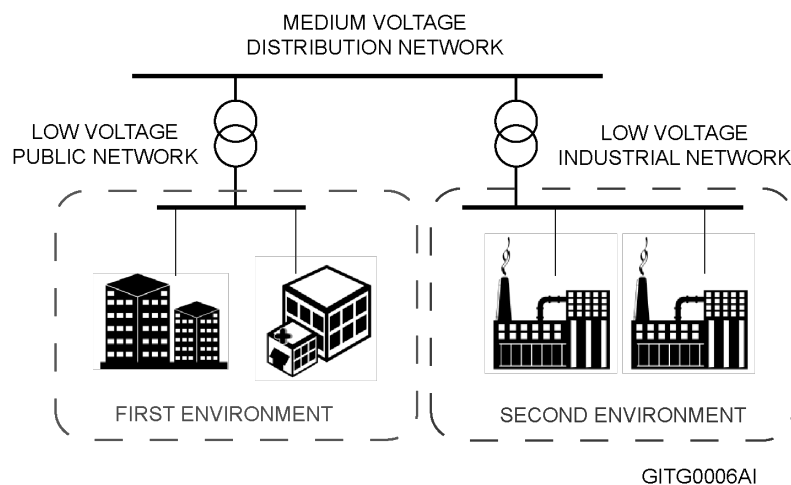 MEDIUM VOLTAGE
DISTRIBUTION NETWORK
LOW VOLTAGE
PUBLIC NETWORK
LOW VOLTAGE
INDUSTRIAL NETWORK
FIRST ENVIRONMENT
SECOND ENVIRONMENT
GITG0006AI